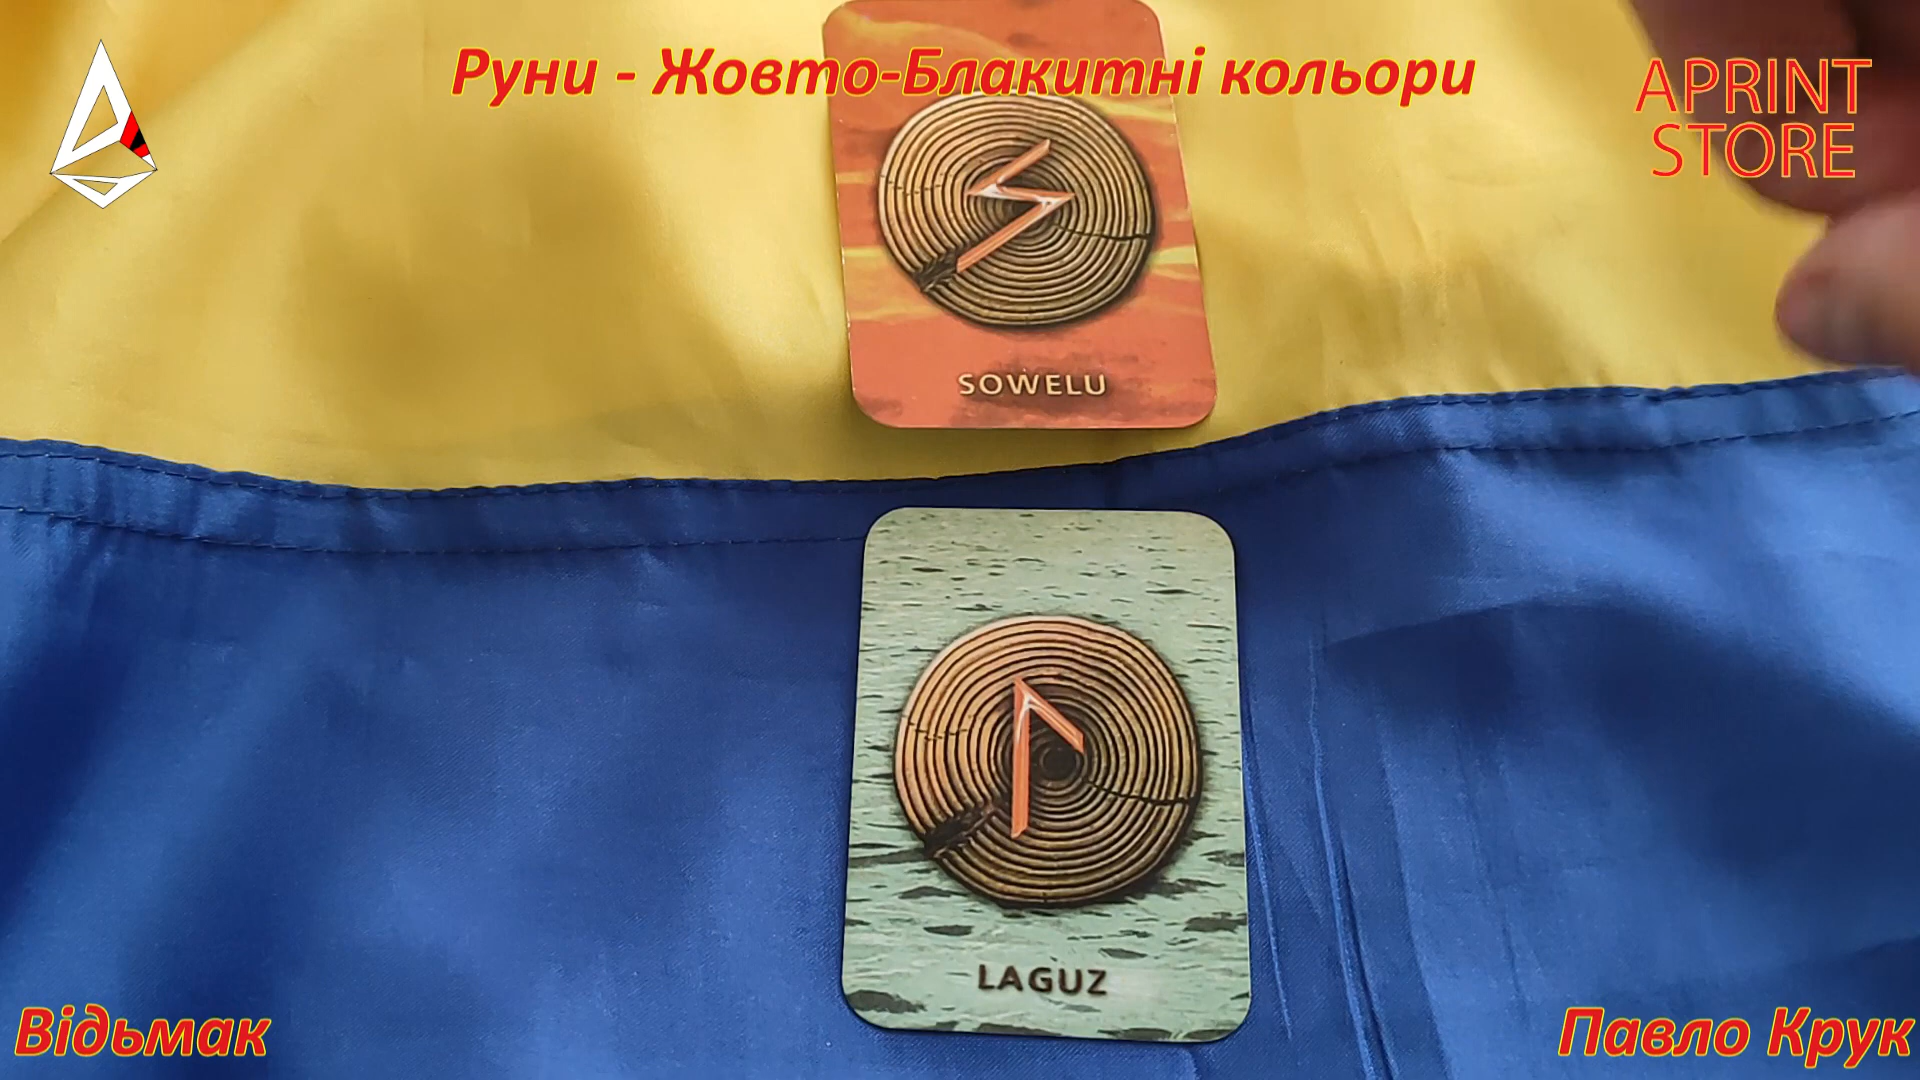 Руни - Жовто-Блакитні кольори
APRINT
STORE
SOWELU
LAGUZ
Відьмак
Павло Крук